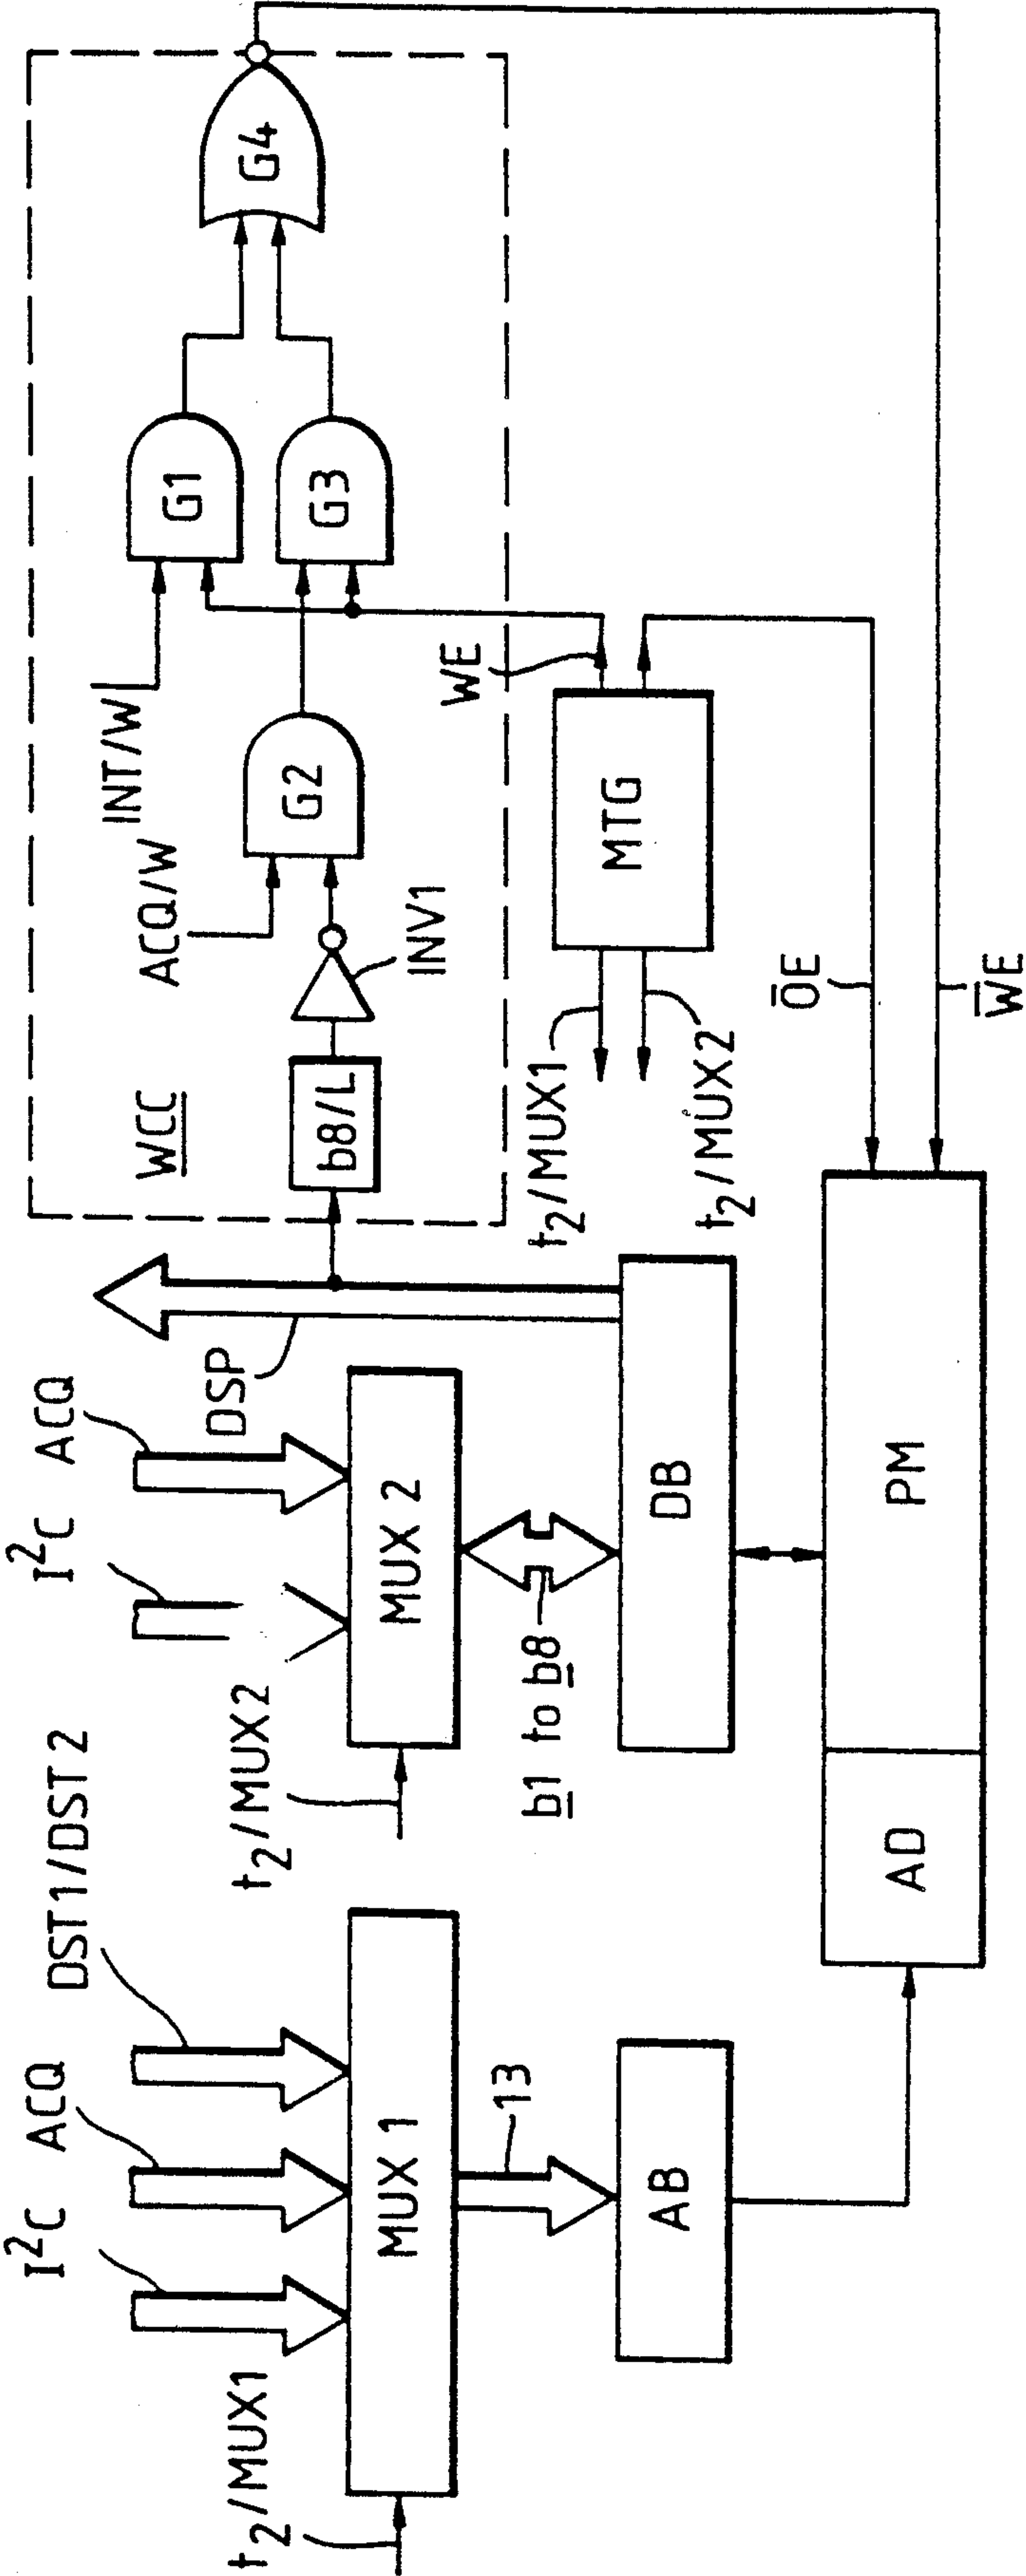 I²C
ACQ
DST1/DST2
t₂/MUX1
MUX 1
13
AB
I²C
ACQ
t₂/MUX2
MUX 2
DSP
b1 to b8
DB
AD
PM
WCC
b8/L
INV1
ACQ/W
G2
INT/W
G1
G3
G4
WE
MTG
t₂/MUX1
t₂/MUX2
O̅E
W̅E